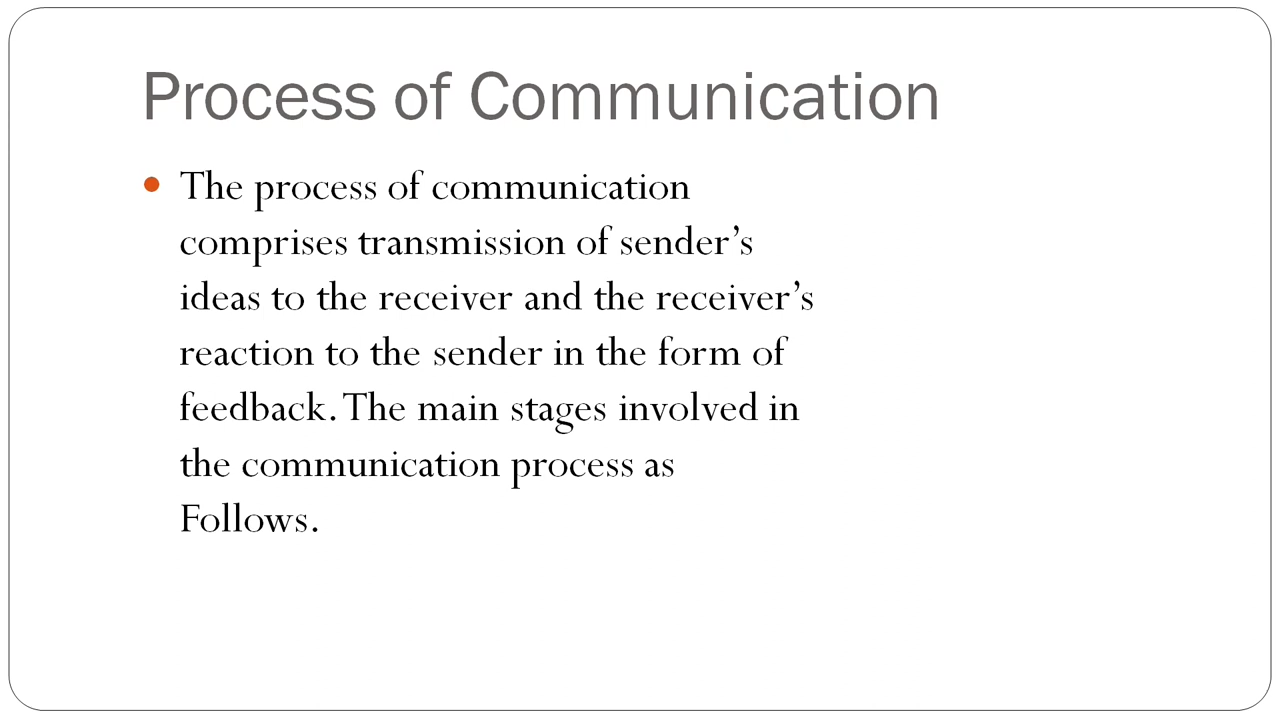 Process of Communication
• The process of communication
comprises transmission of sender’s
ideas to the receiver and the receiver’s
reaction to the sender in the form of
feedback. The main stages involved in
the communication process as
Follows.